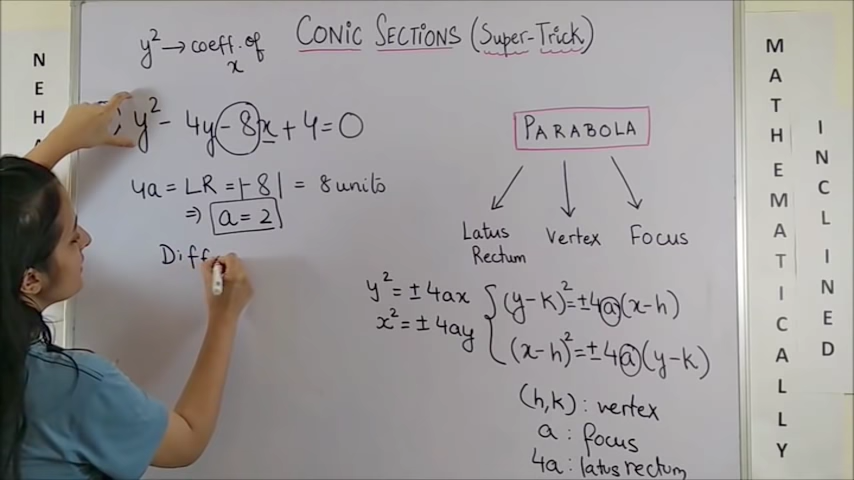 CONIC SECTIONS (Super-Trick)
y² → coeff. of
x
; y² - 4y - 8x + 4 = 0
4a = LR = |-8| = 8 units
⇒ a = 2
Diff
PARABOLA
Latus Rectum
Vertex
Focus
y² = ± 4ax
x² = ± 4ay
(y-k)² = ± 4a(x-h)
(x-h)² = ± 4a(y-k)
(h,k) : vertex
a : focus
4a : latus rectum
NEHA
MATHEMATICALLY
INCLINED